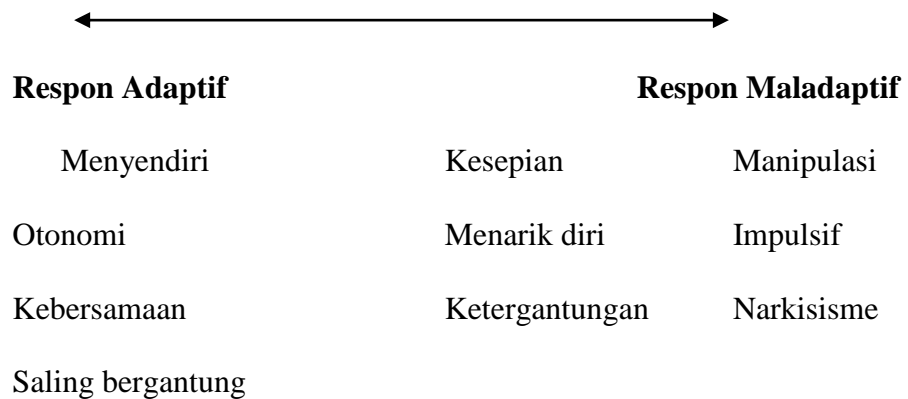 Respon Adaptif Respon Maladaptif
Menyendiri Kesepian Manipulasi
Otonomi Menarik diri Impulsif
Kebersamaan Ketergantungan Narkisisme
Saling bergantung